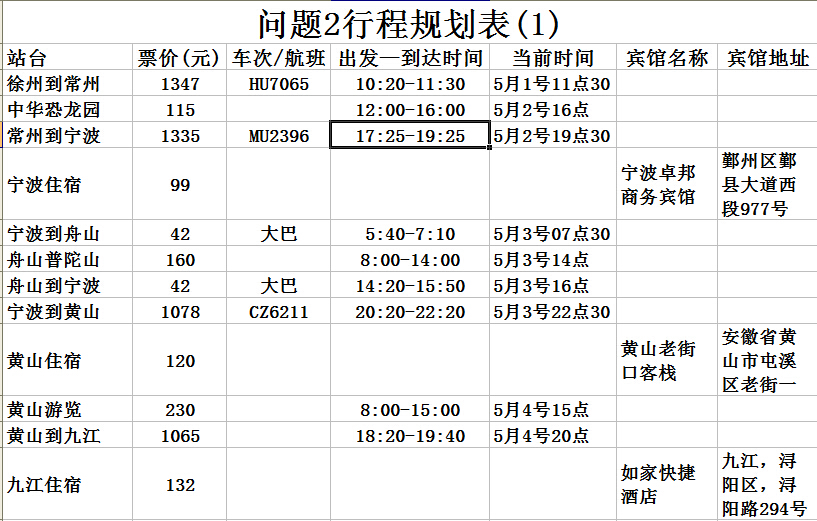 问题2行程规划表(1)
站台 票价(元) 车次/航班 出发—到达时间 当前时间 宾馆名称 宾馆地址
徐州到常州 1347 HU7065 10:20-11:30 5月1号11点30
中华恐龙园 115 12:00-16:00 5月2号16点
常州到宁波 1335 MU2396 17:25-19:25 5月2号19点30
宁波住宿 99 宁波卓邦
商务宾馆 鄞州区鄞
县大道西
段977号
宁波到舟山 42 大巴 5:40-7:10 5月3号07点30
舟山普陀山 160 8:00-14:00 5月3号14点
舟山到宁波 42 大巴 14:20-15:50 5月3号16点
宁波到黄山 1078 CZ6211 20:20-22:20 5月3号22点30
黄山住宿 120 黄山老街
口客栈 安徽省黄
山市屯溪
区老街一
黄山游览 230 8:00-15:00 5月4号15点
黄山到九江 1065 18:20-19:40 5月4号20点
九江住宿 132 如家快捷
酒店 九江，浔
阳区，浔
阳路294号